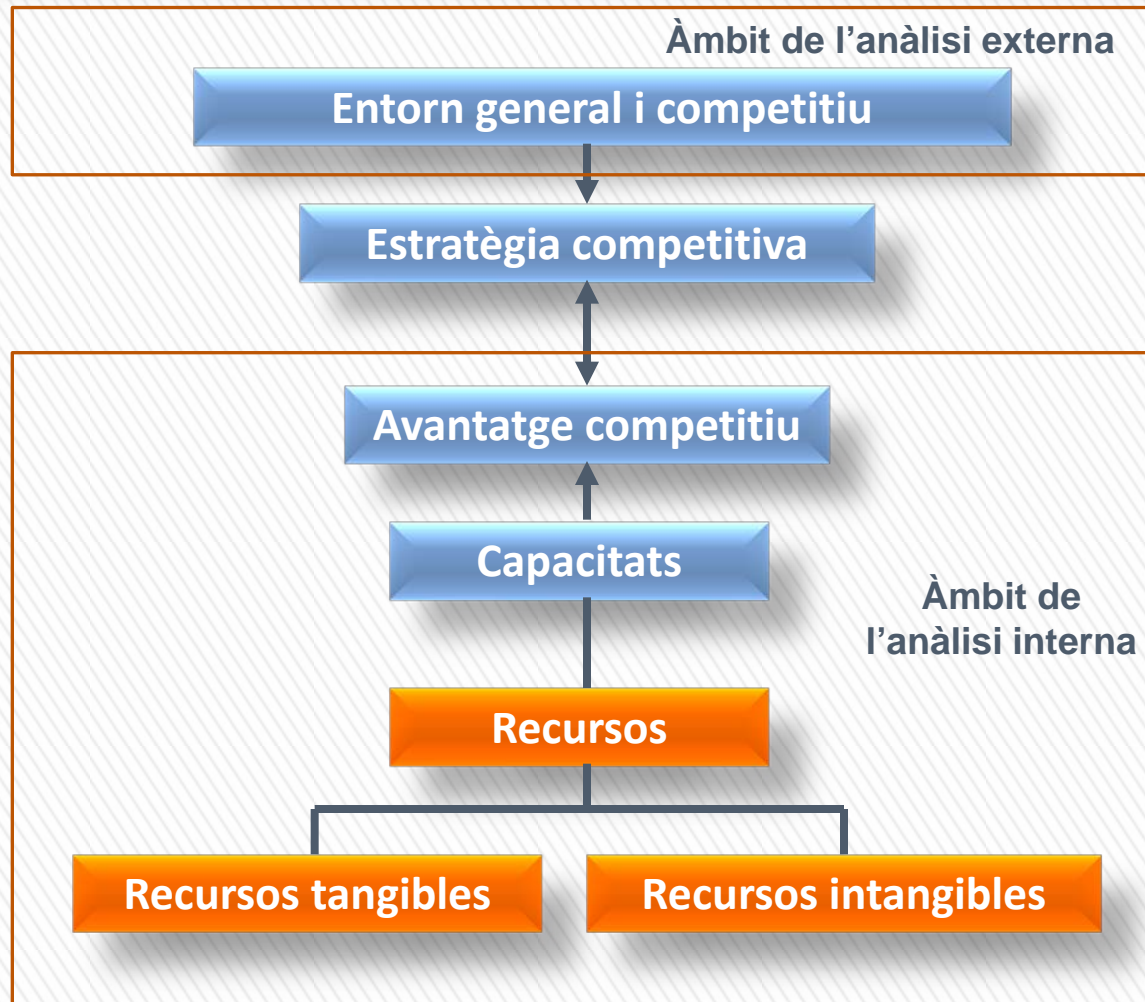 Àmbit de l’anàlisi externa
Entorn general i competitiu
Estratègia competitiva
Avantatge competitiu
Capacitats
Àmbit de
l’anàlisi interna
Recursos
Recursos tangibles
Recursos intangibles